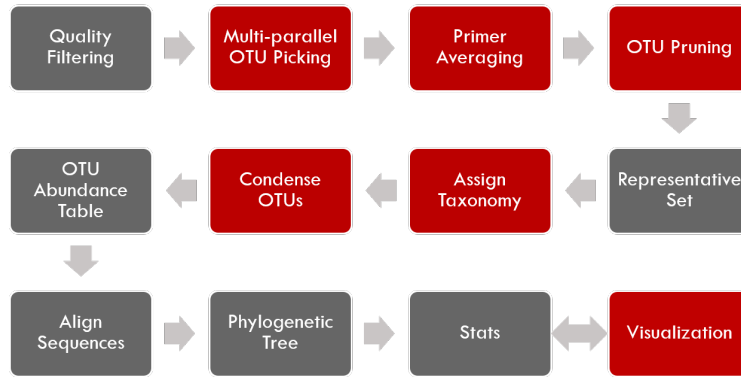 Quality
Filtering
Multi-parallel
OTU Picking
Primer
Averaging
OTU Pruning
OTU
Abundance
Table
Condense
OTUs
Assign
Taxonomy
Representative
Set
Align
Sequences
Phylogenetic
Tree
Stats
Visualization